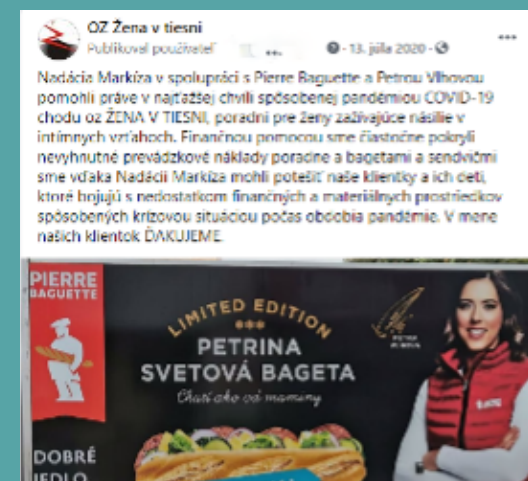 OZ Žena v tiesni
Publikoval používateľ
· 13. júla 2020 ·
Nadácia Markíza v spolupráci s Pierre Baguette a Petrou Vlhovou
pomohli práve v najťažšej chvíli spôsobenej pandémiou COVID-19
chodu oz ŽENA V TIESNI, poradni pre ženy zažívajúce násilie v
intímnych vzťahoch. Finančnou pomocou sme čiastočne pokryli
nevyhnutné prevádzkové náklady poradne a bagetami a sendvičmi
sme vďaka Nadácii Markíza mohli potešiť naše klientky a ich deti,
ktoré bojujú s nedostatkom finančných a materiálnych prostriedkov
spôsobených krízovou situáciou počas obdobia pandémie. V mene
našich klientok ĎAKUJEME.
PIERRE
BAGUETTE
LIMITED EDITION
PETRINA
SVETOVÁ BAGETA
Chutí ako od maminy
PETRA
VLHOVÁ
DOBRÉ
JEDLO